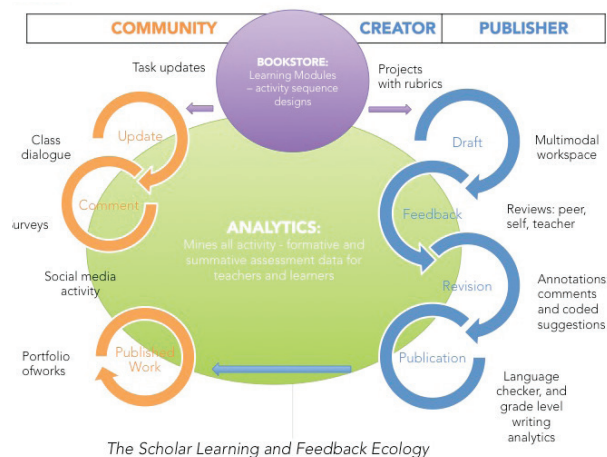 COMMUNITY
CREATOR
PUBLISHER
BOOKSTORE:
Learning Modules
– activity sequence
designs
Task updates
Projects
with rubrics
Update
Class
dialogue
Comment
urveys
Social media
activity
Draft
Multimodal
workspace
Feedback
Reviews: peer,
self, teacher
ANALYTICS:
Mines all activity - formative and
summative assessment data for
teachers and learners
Revision
Annotations
comments
and coded
suggestions
Published
Work
Portfolio
ofworks
Publication
Language
checker, and
grade level
writing
analytics
The Scholar Learning and Feedback Ecology